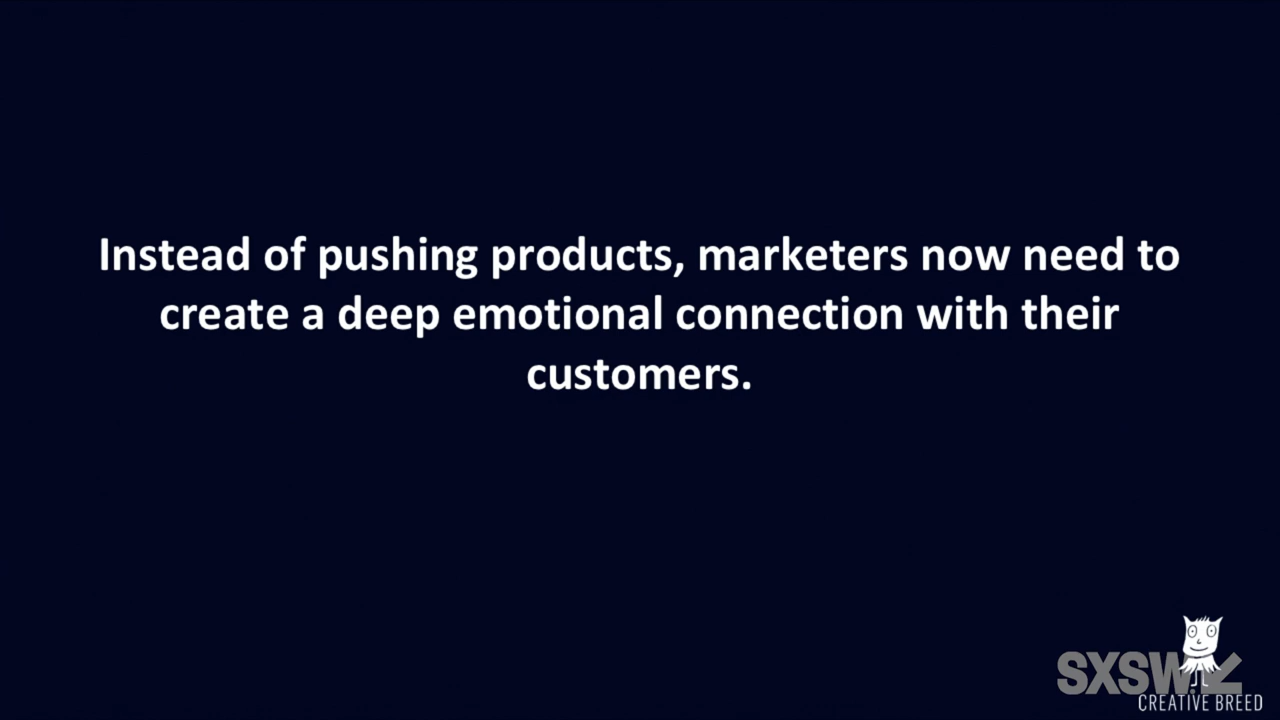 Instead of pushing products, marketers now need to
create a deep emotional connection with their
customers.
SXSW
CREATIVE BREED